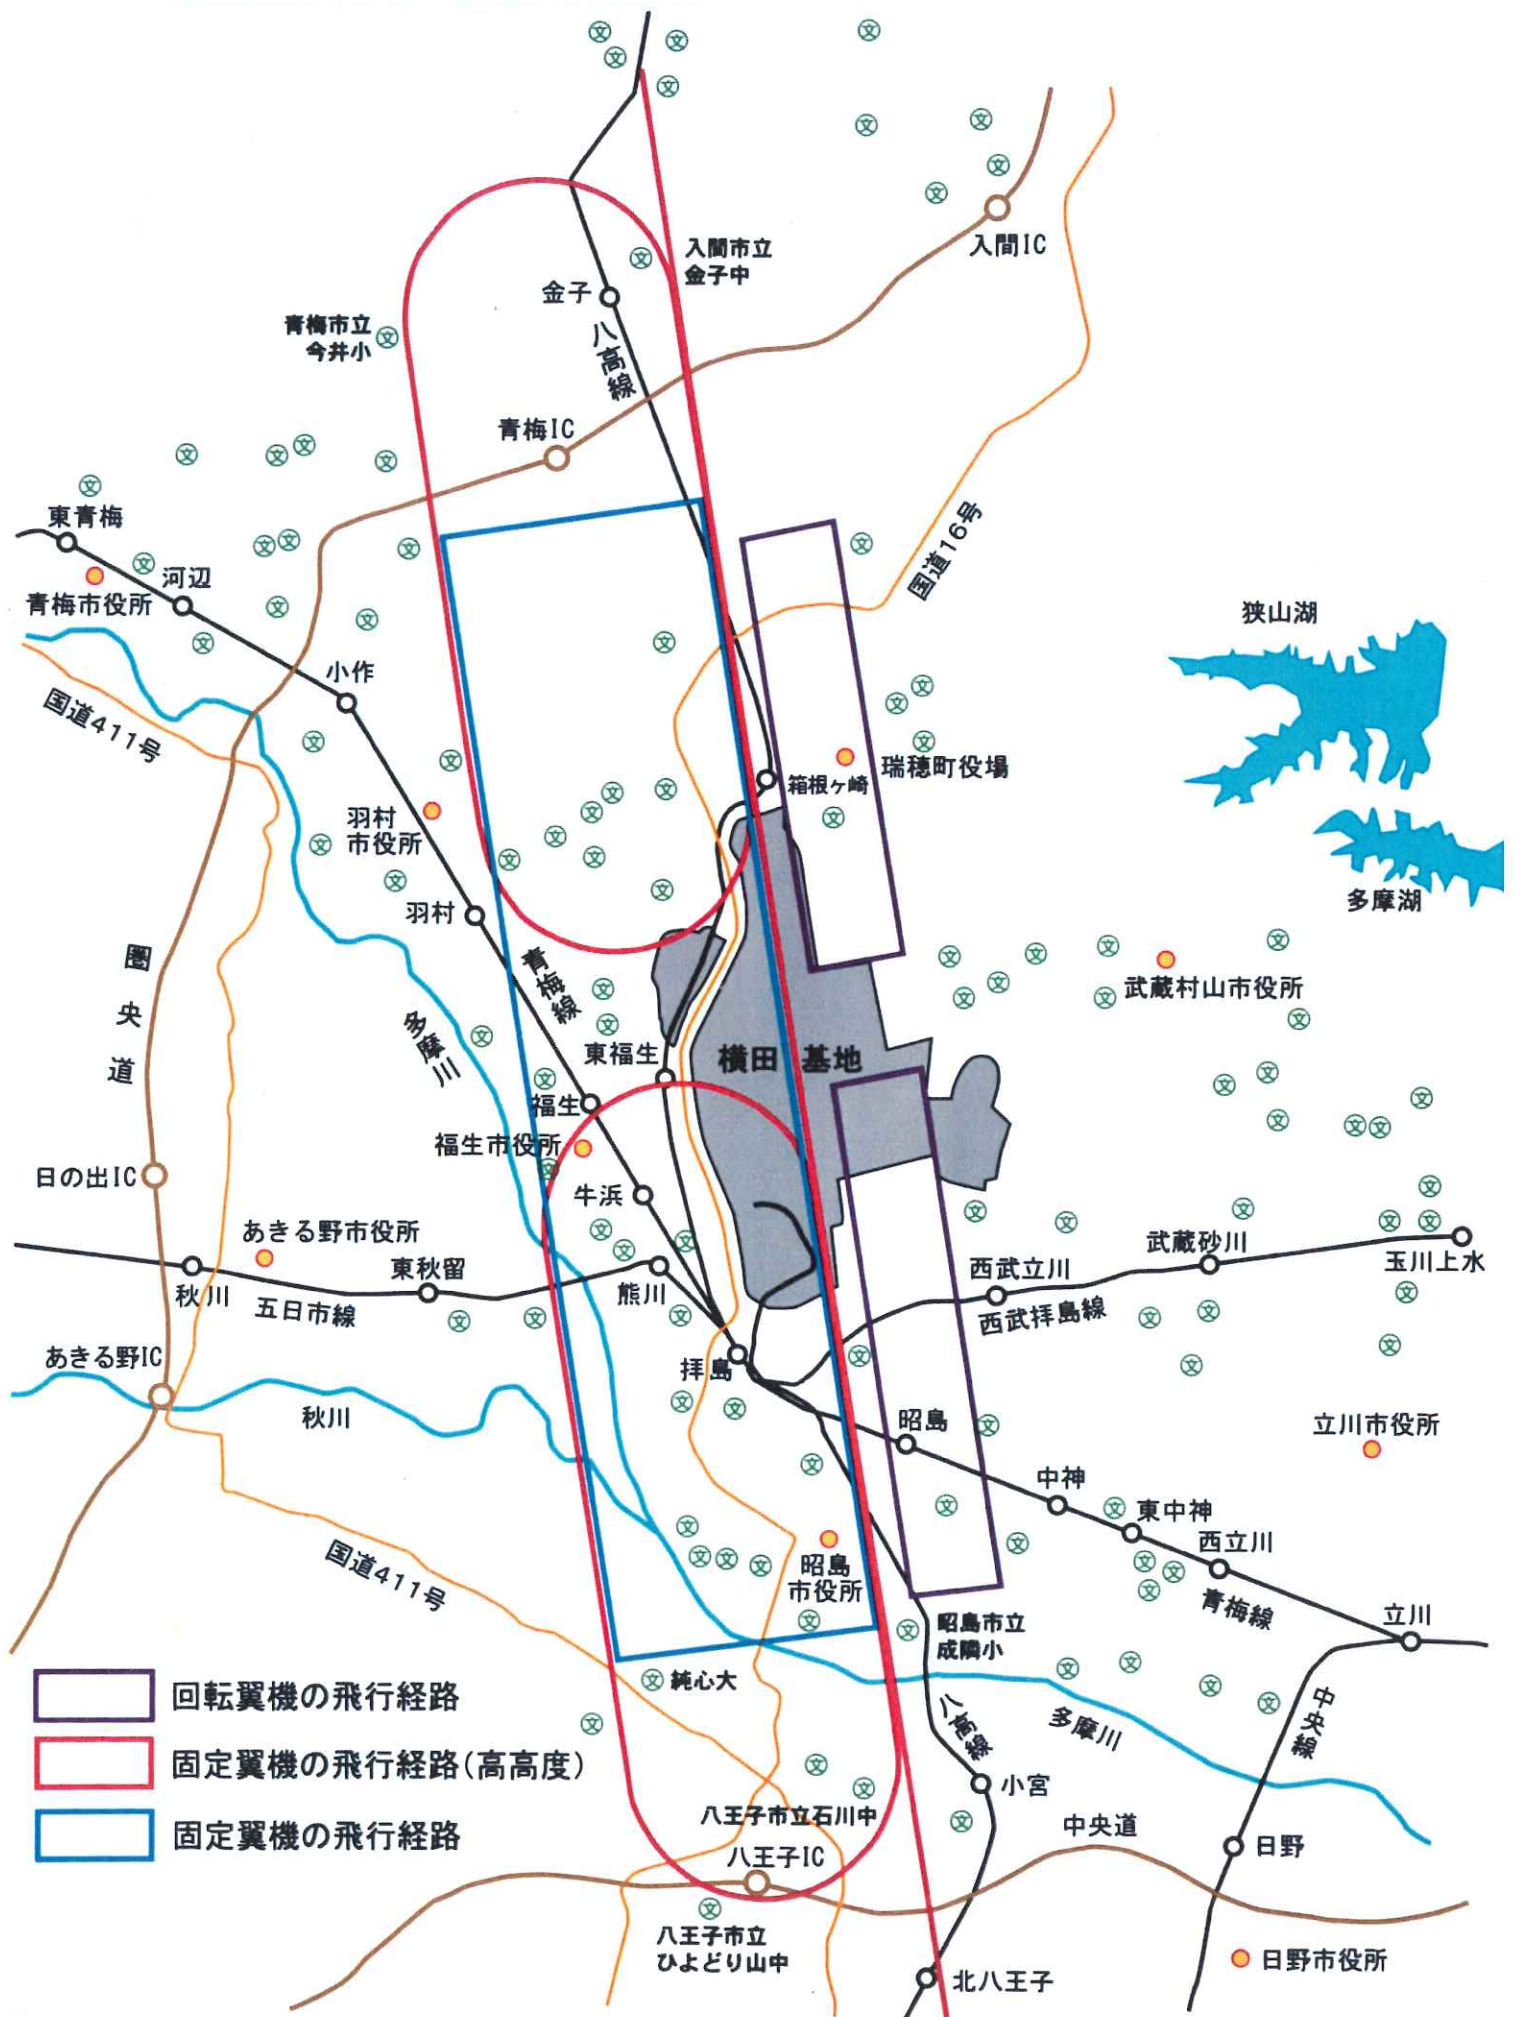 入間市立
金子中
入間IC
金子
八高線
青梅市立
今井小
青梅IC
東青梅
国道16号
河辺
青梅市役所
狭山湖
小作
国道411号
瑞穂町役場
箱根ヶ崎
羽村
市役所
多摩湖
羽村
圏央道
青梅線
武蔵村山市役所
多摩川
東福生
横田 基地
福生
福生市役所
日の出IC
牛浜
あきる野市役所
東秋留
西武立川
武蔵砂川
玉川上水
秋川
五日市線
熊川
西武拝島線
あきる野IC
拝島
秋川
昭島
立川市役所
中神
東中神
西立川
国道411号
昭島
市役所
青梅線
立川
昭島市立
成隣小
純心大
回転翼機の飛行経路
八高線
多摩川
中央線
固定翼機の飛行経路(高高度)
小宮
八王子市立石川中
固定翼機の飛行経路
八王子IC
中央道
日野
八王子市立
ひよどり山中
北八王子
日野市役所